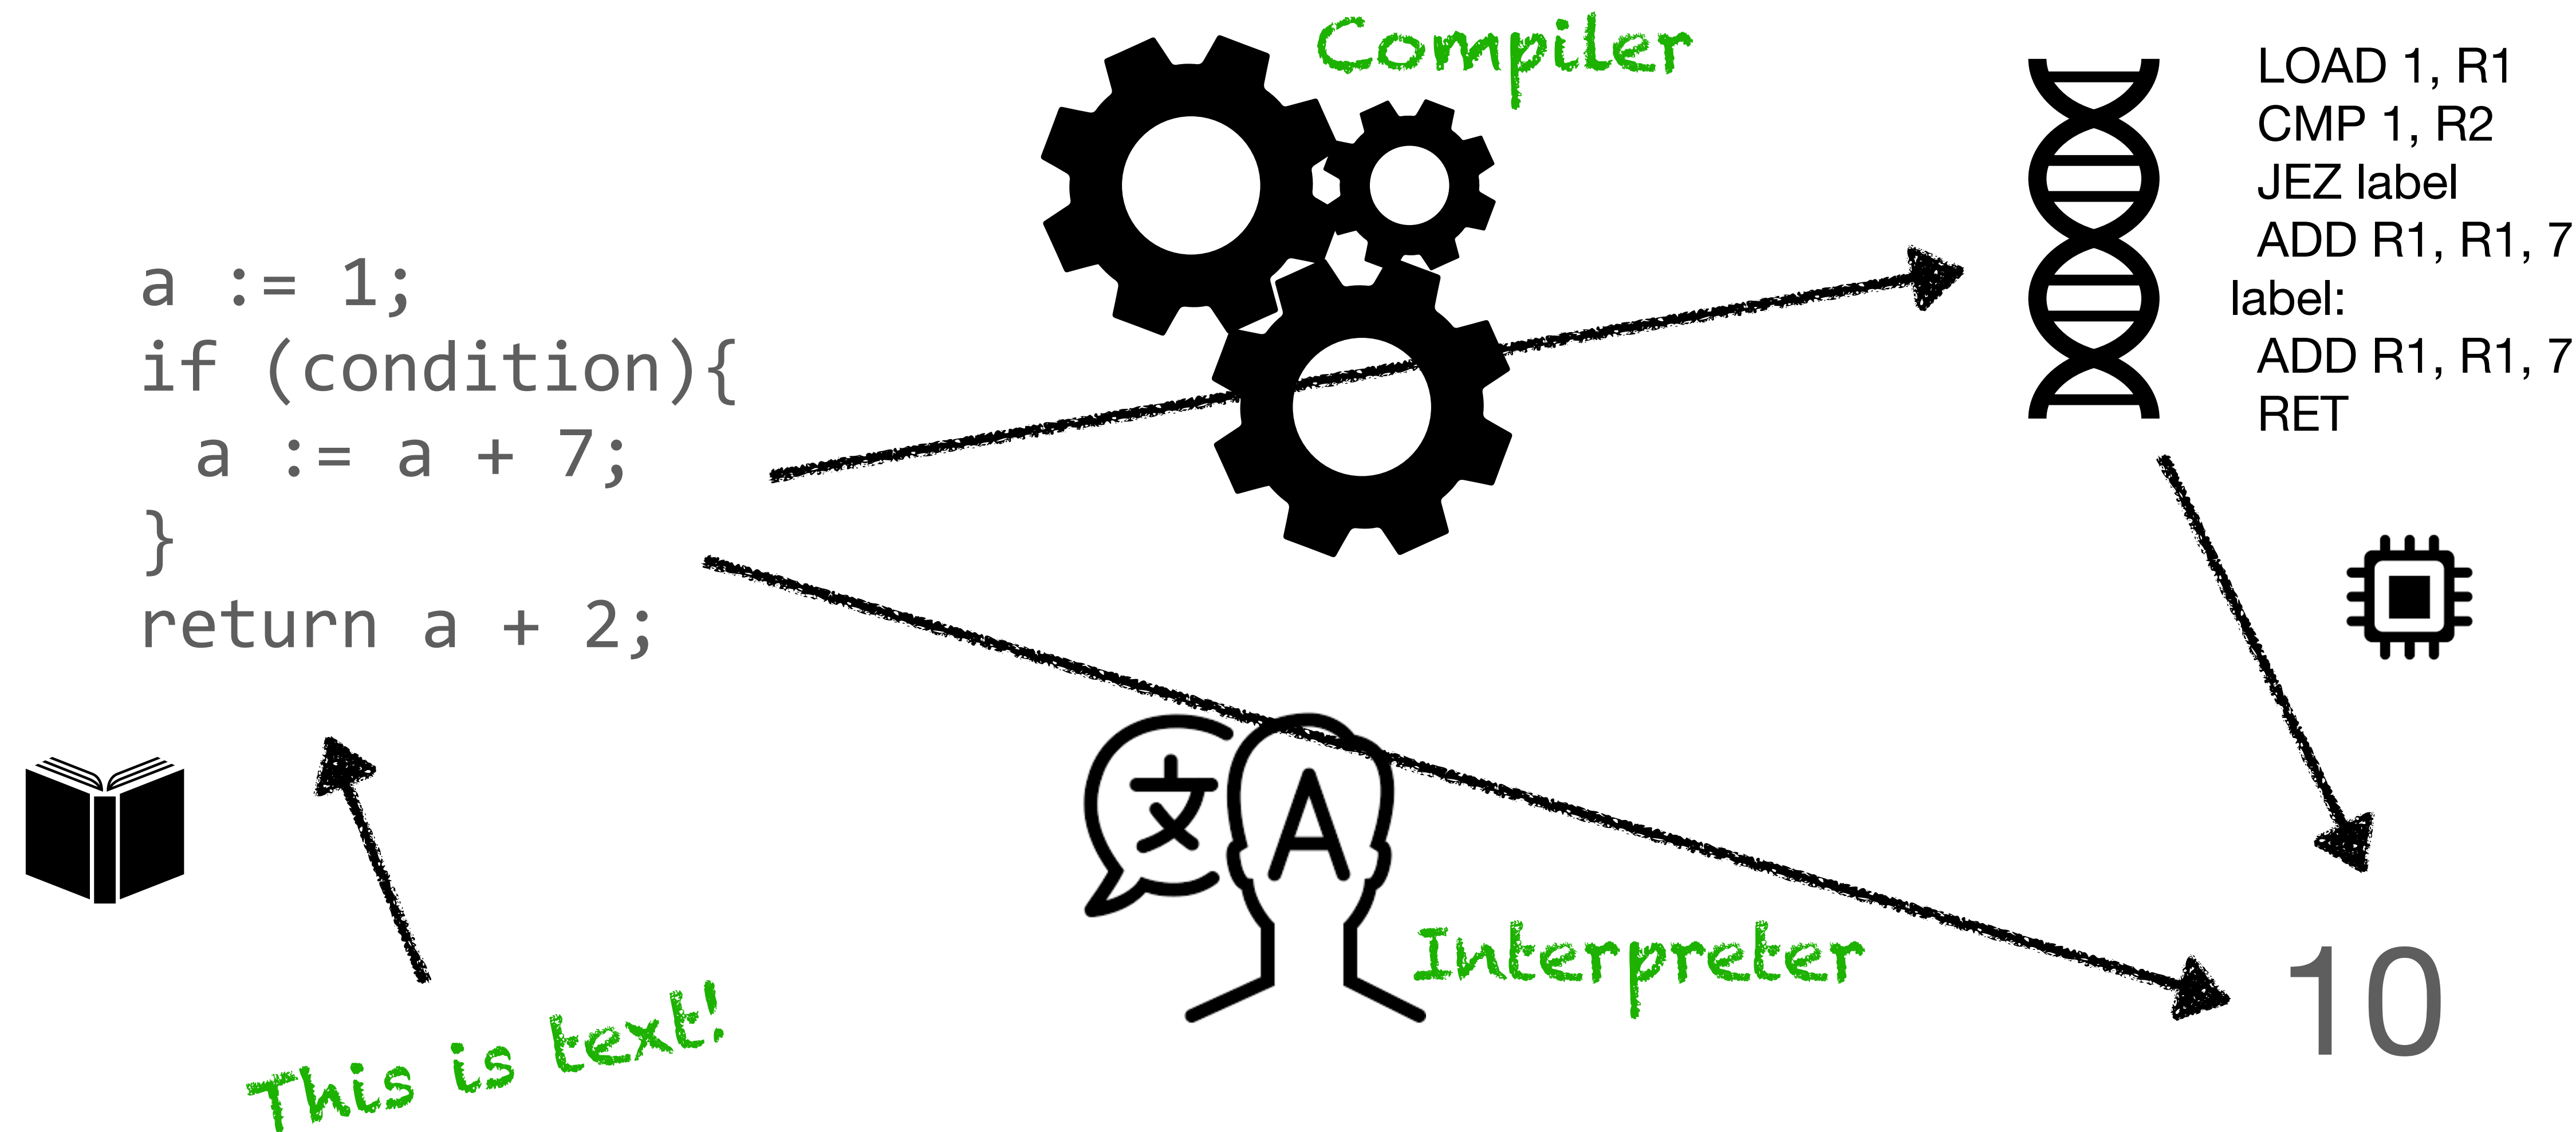 Compiler
a := 1;
if (condition){
a := a + 7;
}
return a + 2;
LOAD 1, R1
CMP 1, R2
JEZ label
ADD R1, R1, 7
label:
ADD R1, R1, 7
RET
文 A
Interpreter
10
This is text!